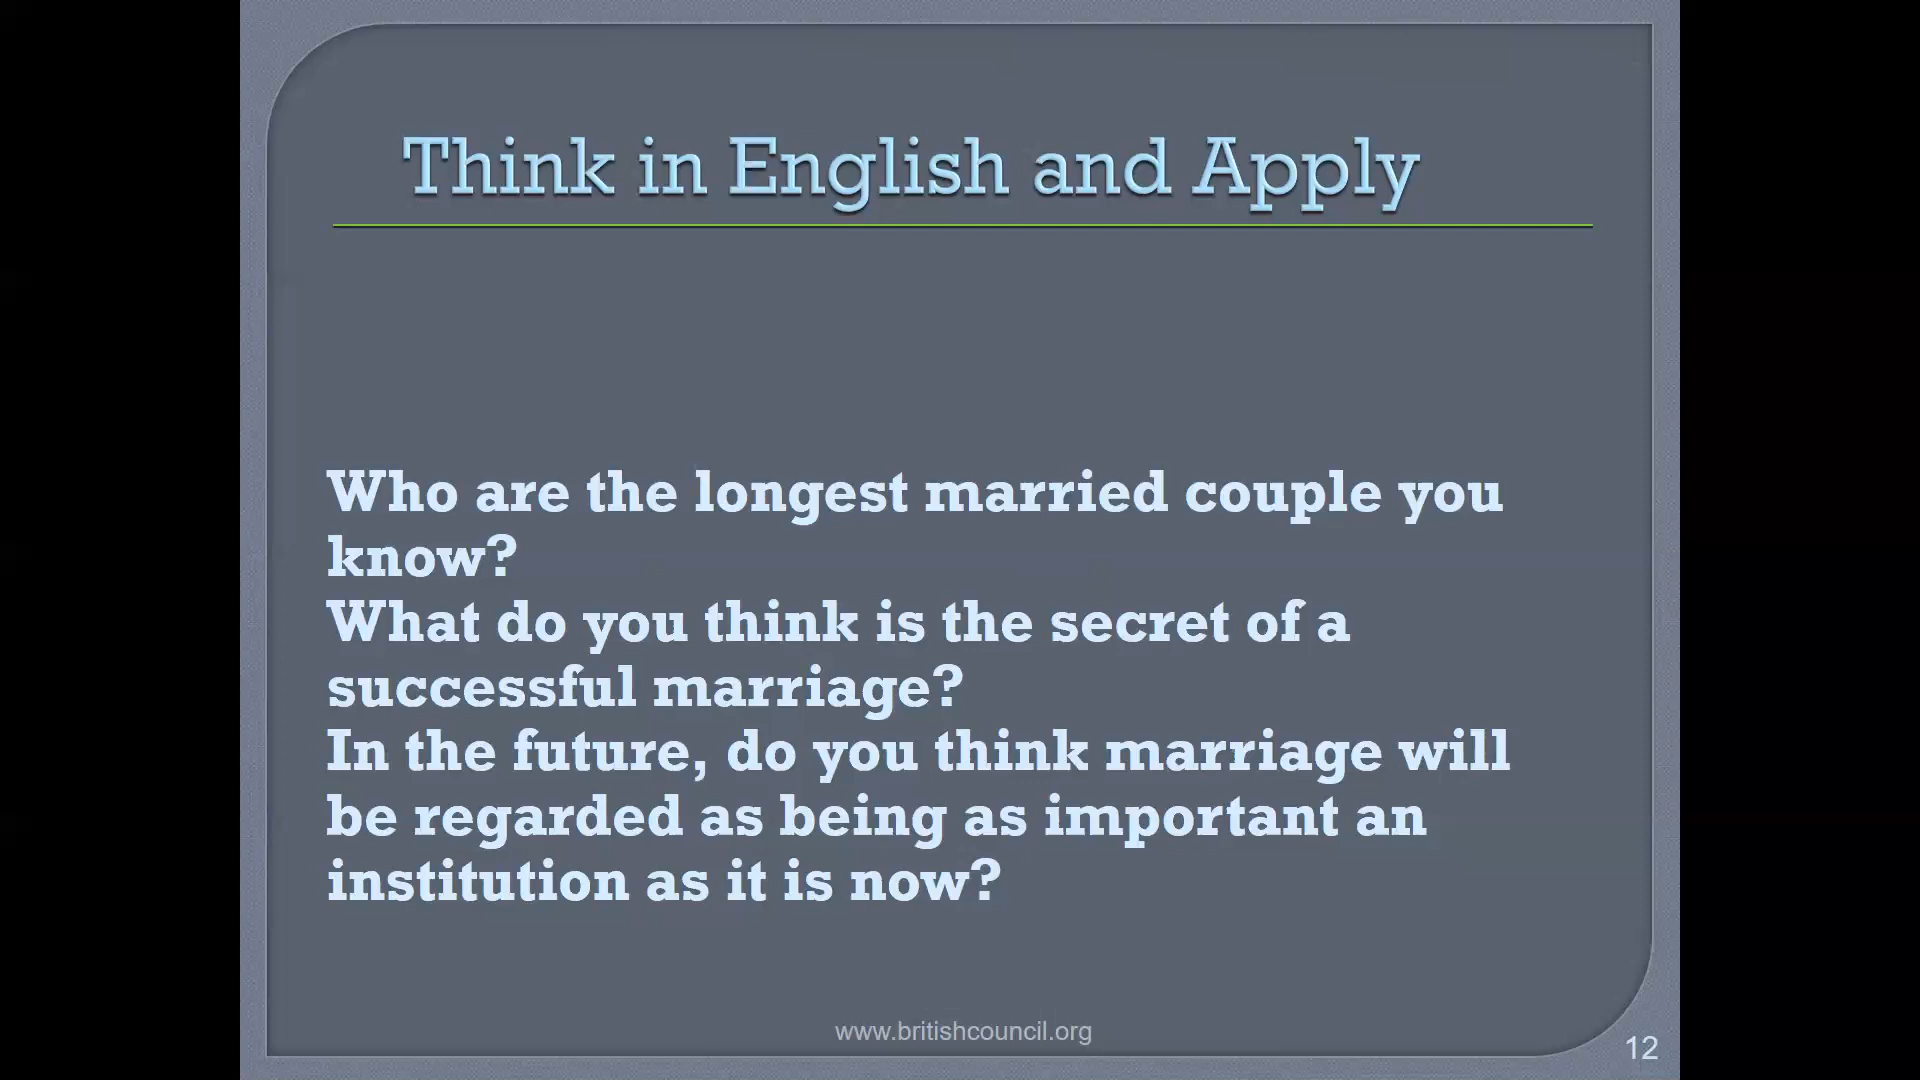 Think in English and Apply
Who are the longest married couple you
know?
What do you think is the secret of a
successful marriage?
In the future, do you think marriage will
be regarded as being as important an
institution as it is now?
www.britishcouncil.org
12